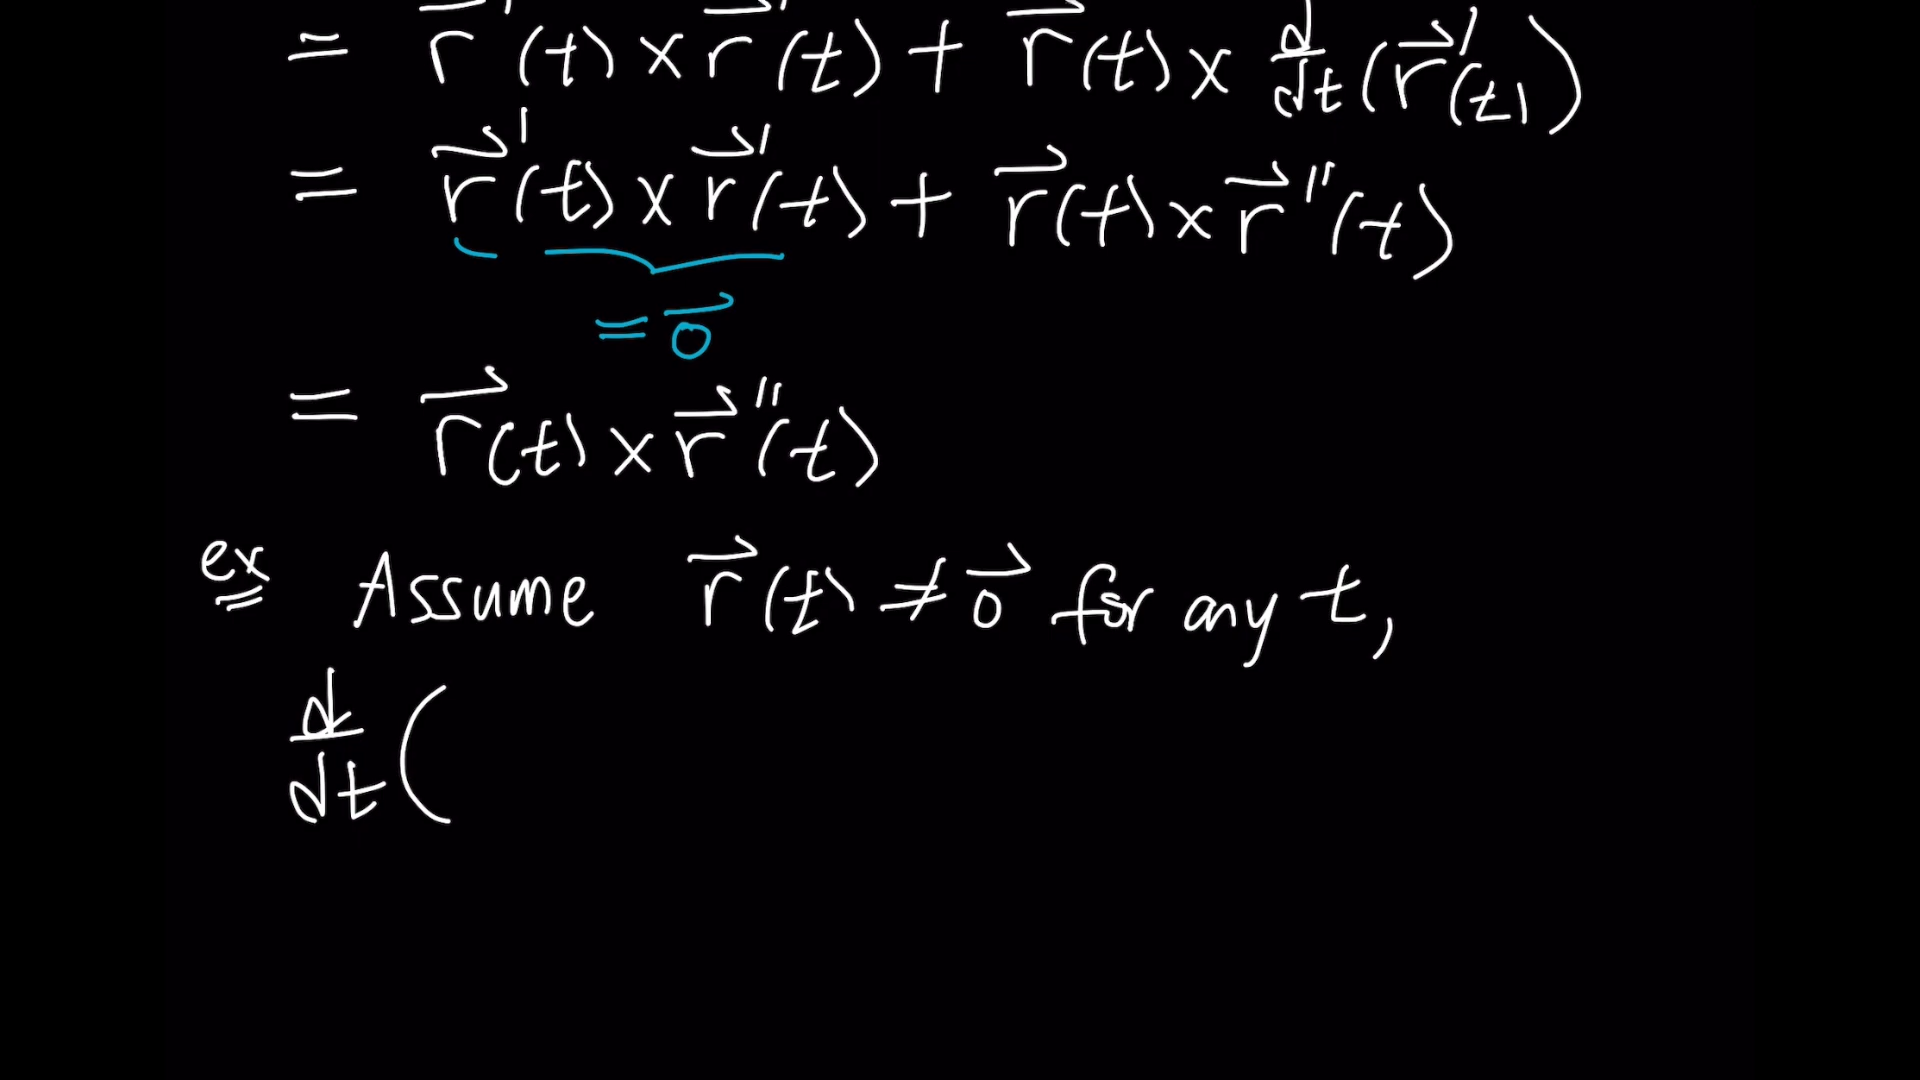 = r⃗′(t) × r⃗′(t) + r⃗(t) × d/dt (r⃗′(t))
= r⃗′(t) × r⃗′(t) + r⃗(t) × r⃗″(t)
= 0⃗
= r⃗(t) × r⃗″(t)
ex Assume r⃗(t) ≠ 0⃗ for any t,
d/dt (